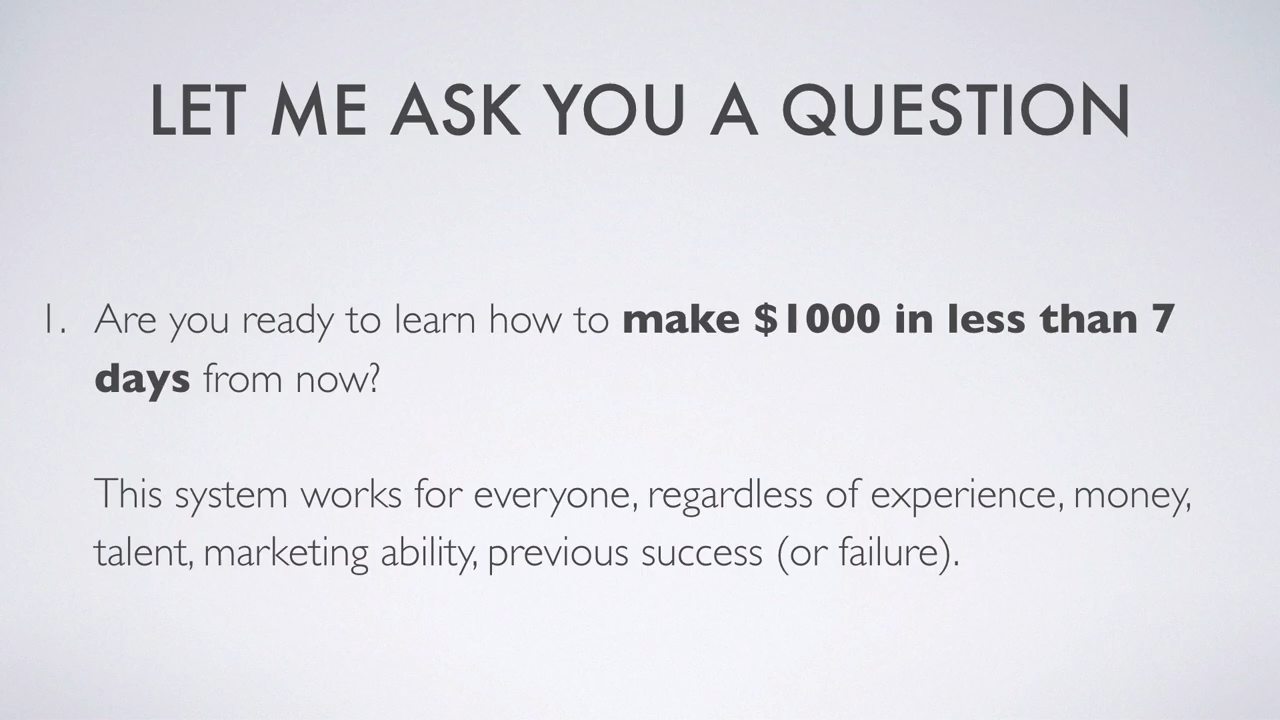 LET ME ASK YOU A QUESTION
1. Are you ready to learn how to make $1000 in less than 7
days from now?
This system works for everyone, regardless of experience, money,
talent, marketing ability, previous success (or failure).